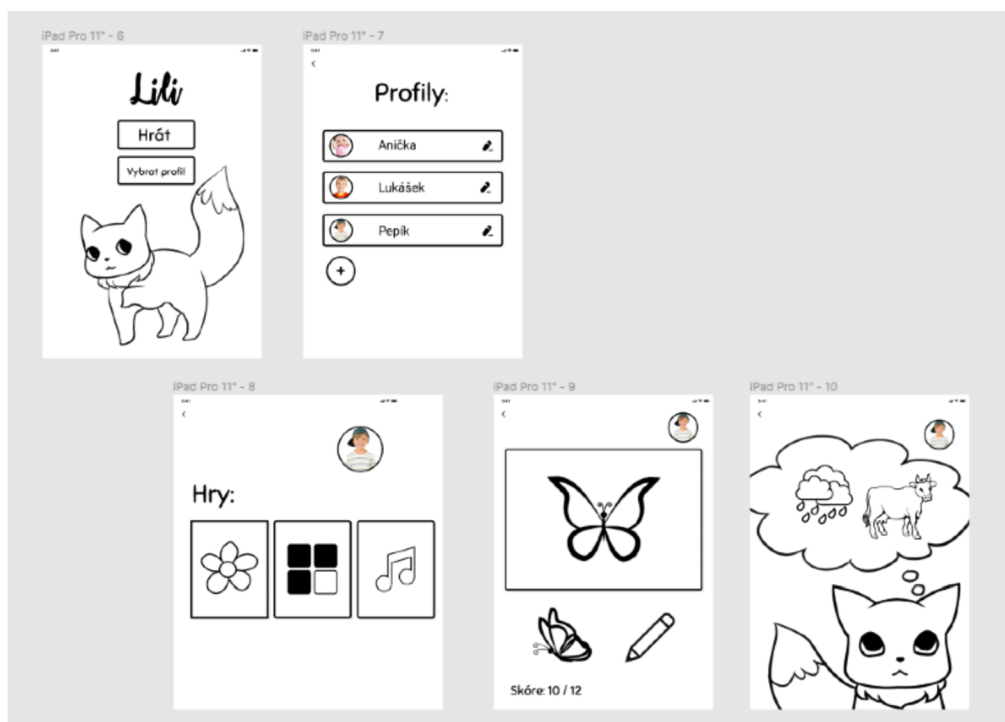 iPad Pro 11" - 6
iPad Pro 11" - 7
Lili
Hrát
Vybrat profil
Profily:
Anička
Lukášek
Pepík
iPad Pro 11" - 8
iPad Pro 11" - 9
iPad Pro 11" - 10
Hry:
Skóre: 10 / 12